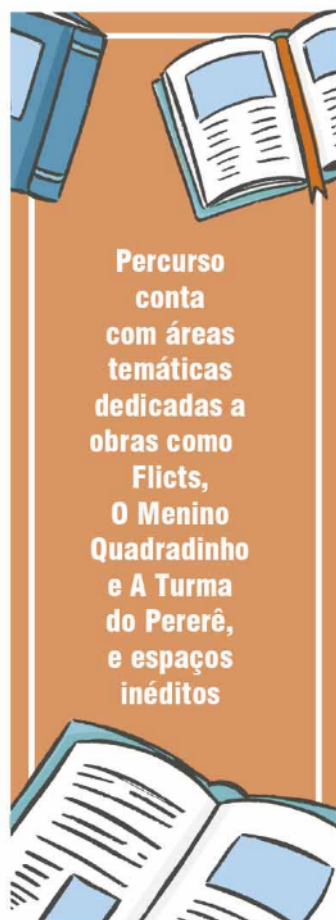 Percurso
conta
com áreas
temáticas
dedicadas a
obras como
Flicts,
O Menino
Quadradinho
e A Turma
do Pererê,
e espaços
inéditos